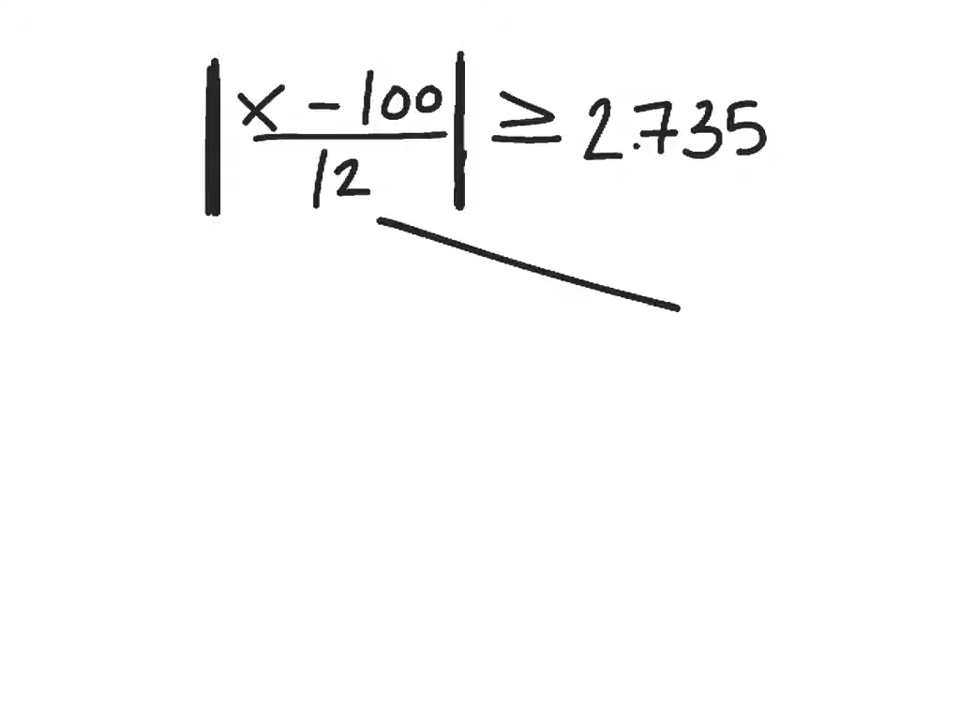 |x - 100 / 12| ≥ 2.735